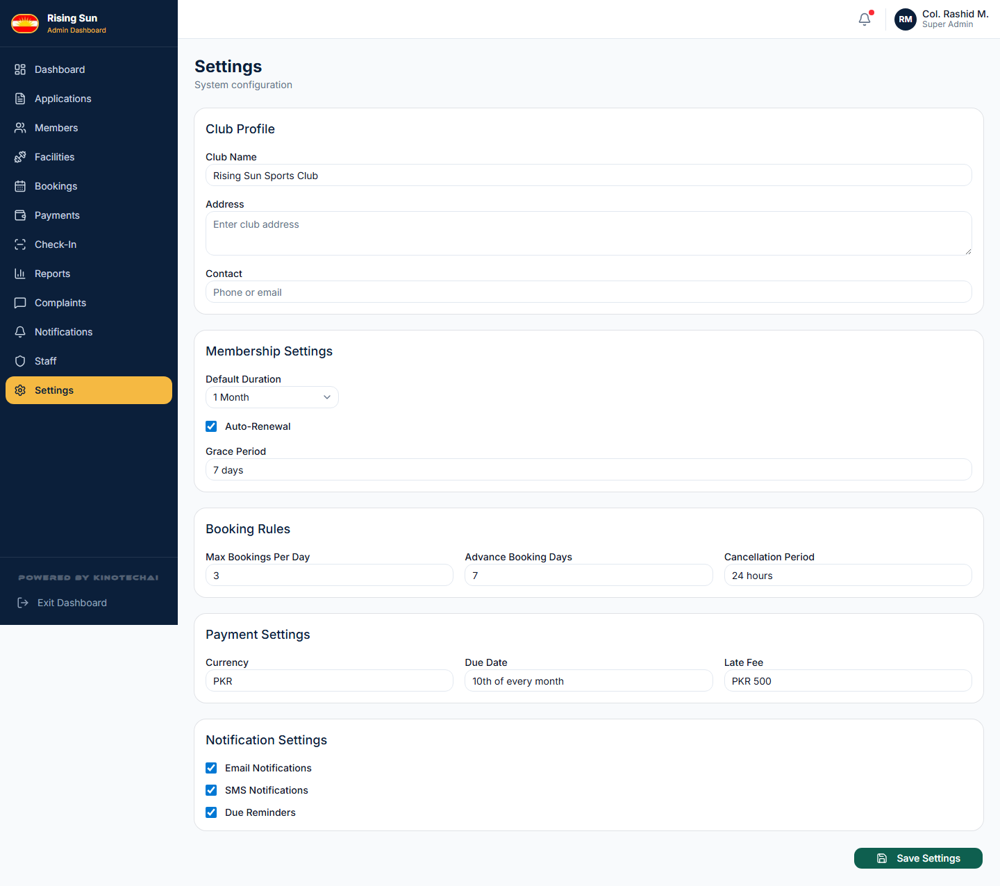 Rising Sun
Admin Dashboard
Dashboard
Applications
Members
Facilities
Bookings
Payments
Check-In
Reports
Complaints
Notifications
Staff
Settings
POWERED BY KINOTECHAI
Exit Dashboard
RM
Col. Rashid M.
Super Admin
Settings
System configuration
Club Profile
Club Name
Rising Sun Sports Club
Address
Enter club address
Contact
Phone or email
Membership Settings
Default Duration
1 Month
Auto-Renewal
Grace Period
7 days
Booking Rules
Max Bookings Per Day
3
Advance Booking Days
7
Cancellation Period
24 hours
Payment Settings
Currency
PKR
Due Date
10th of every month
Late Fee
PKR 500
Notification Settings
Email Notifications
SMS Notifications
Due Reminders
Save Settings